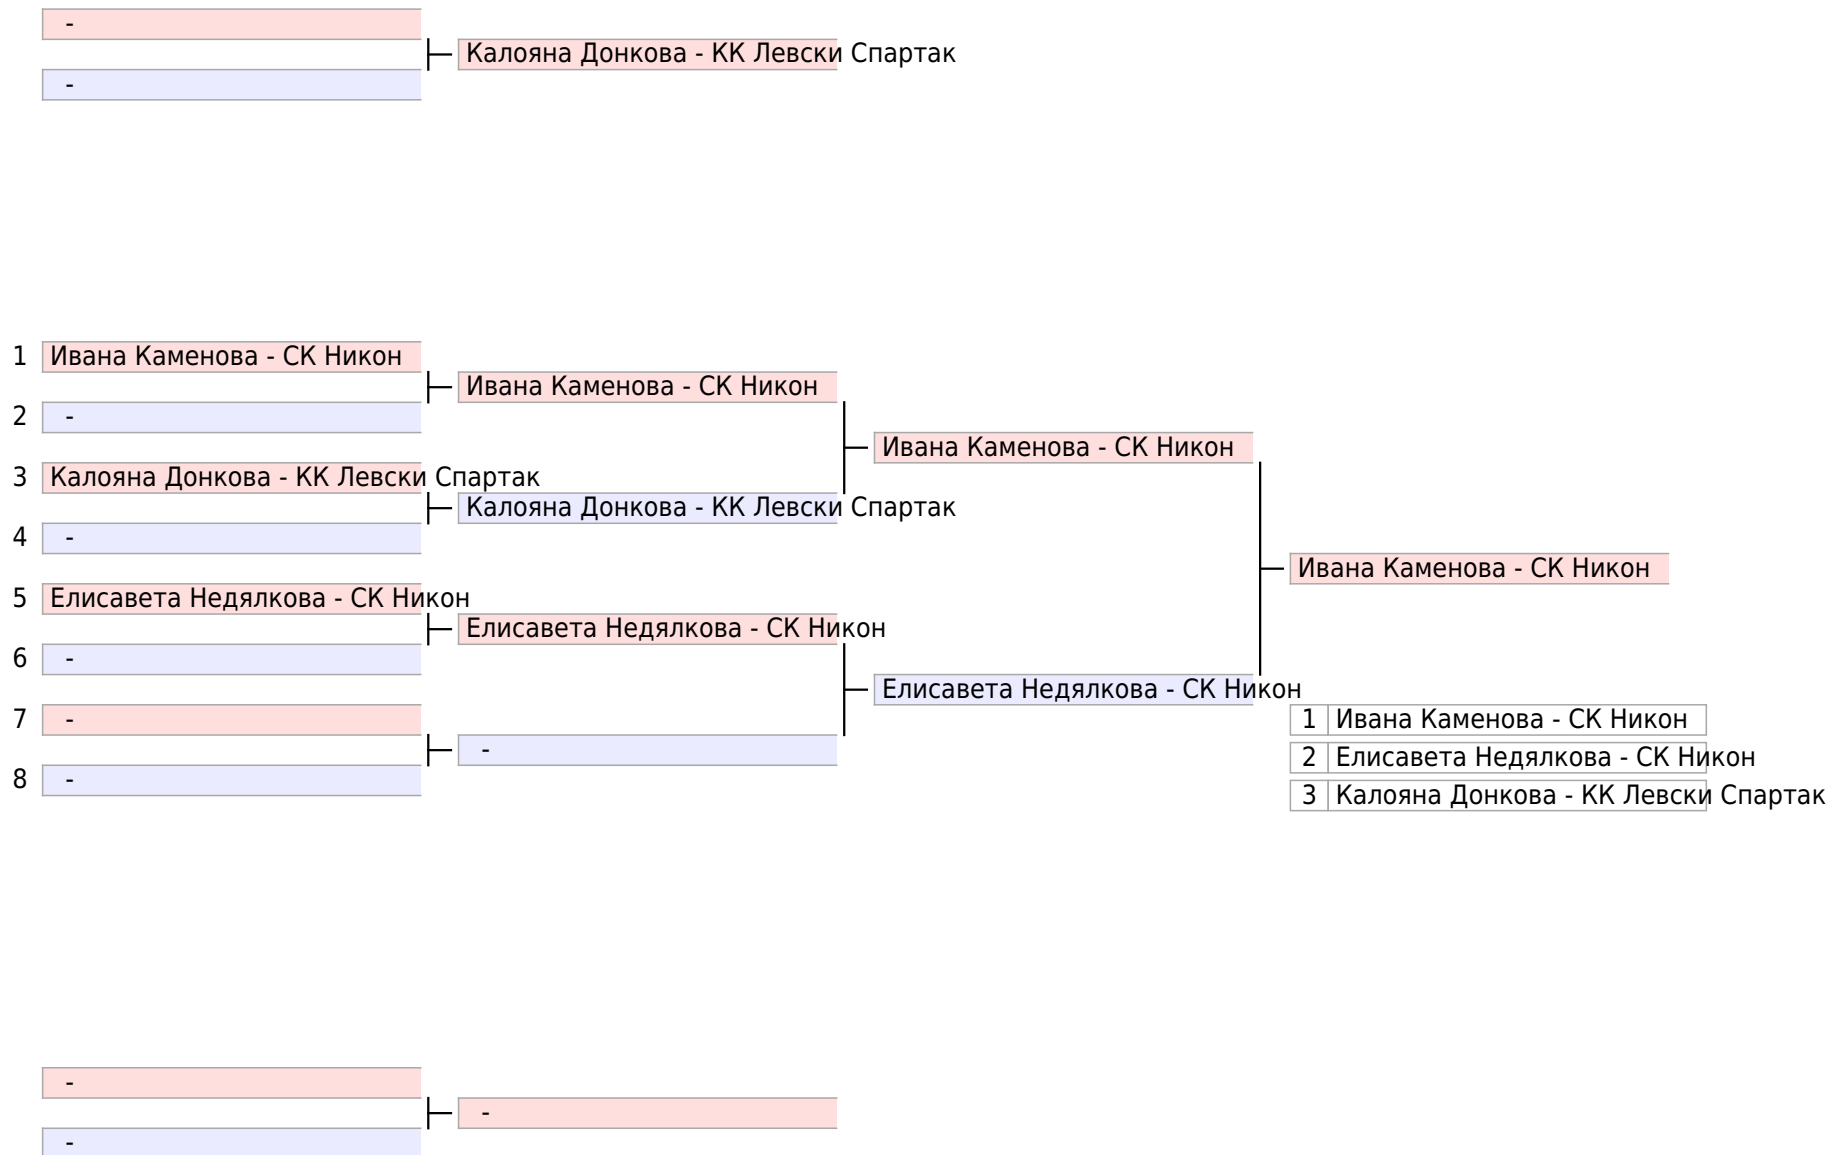 -
Калояна Донкова - КК Левски Спартак
-
1 Ивана Каменова - СК Никон
Ивана Каменова - СК Никон
2 -
Ивана Каменова - СК Никон
3 Калояна Донкова - КК Левски Спартак
Калояна Донкова - КК Левски Спартак
4 -
Ивана Каменова - СК Никон
5 Елисавета Недялкова - СК Никон
Елисавета Недялкова - СК Никон
6 -
Елисавета Недялкова - СК Никон
7 -
1 Ивана Каменова - СК Никон
-
2 Елисавета Недялкова - СК Никон
8 -
3 Калояна Донкова - КК Левски Спартак
-
-
-